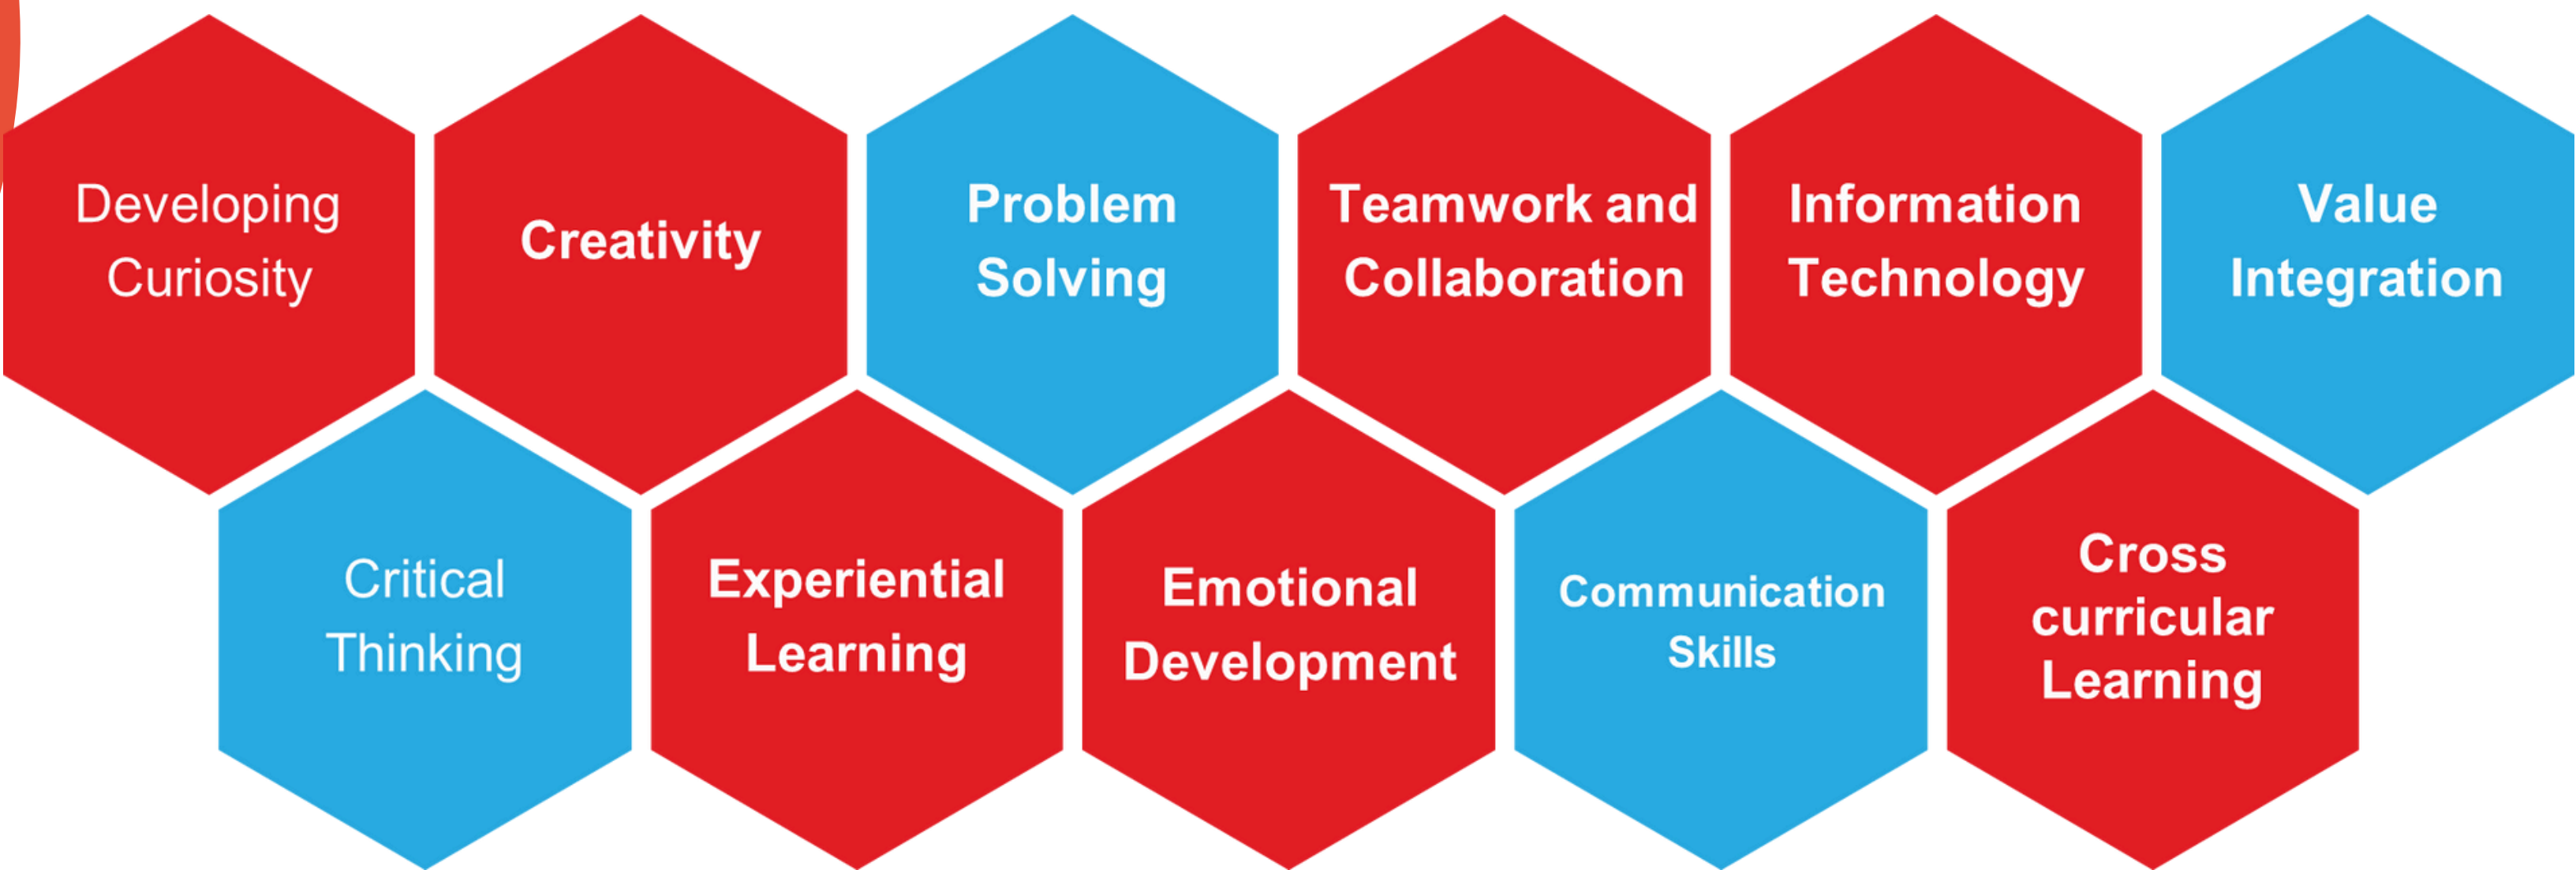 Developing
Curiosity
Creativity
Problem
Solving
Teamwork and
Collaboration
Information
Technology
Value
Integration
Critical
Thinking
Experiential
Learning
Emotional
Development
Communication
Skills
Cross
curricular
Learning